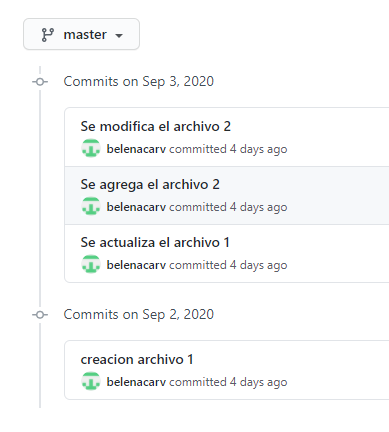 master
Commits on Sep 3, 2020
Se modifica el archivo 2
belenacarv committed 4 days ago
Se agrega el archivo 2
belenacarv committed 4 days ago
Se actualiza el archivo 1
belenacarv committed 4 days ago
Commits on Sep 2, 2020
creacion archivo 1
belenacarv committed 4 days ago